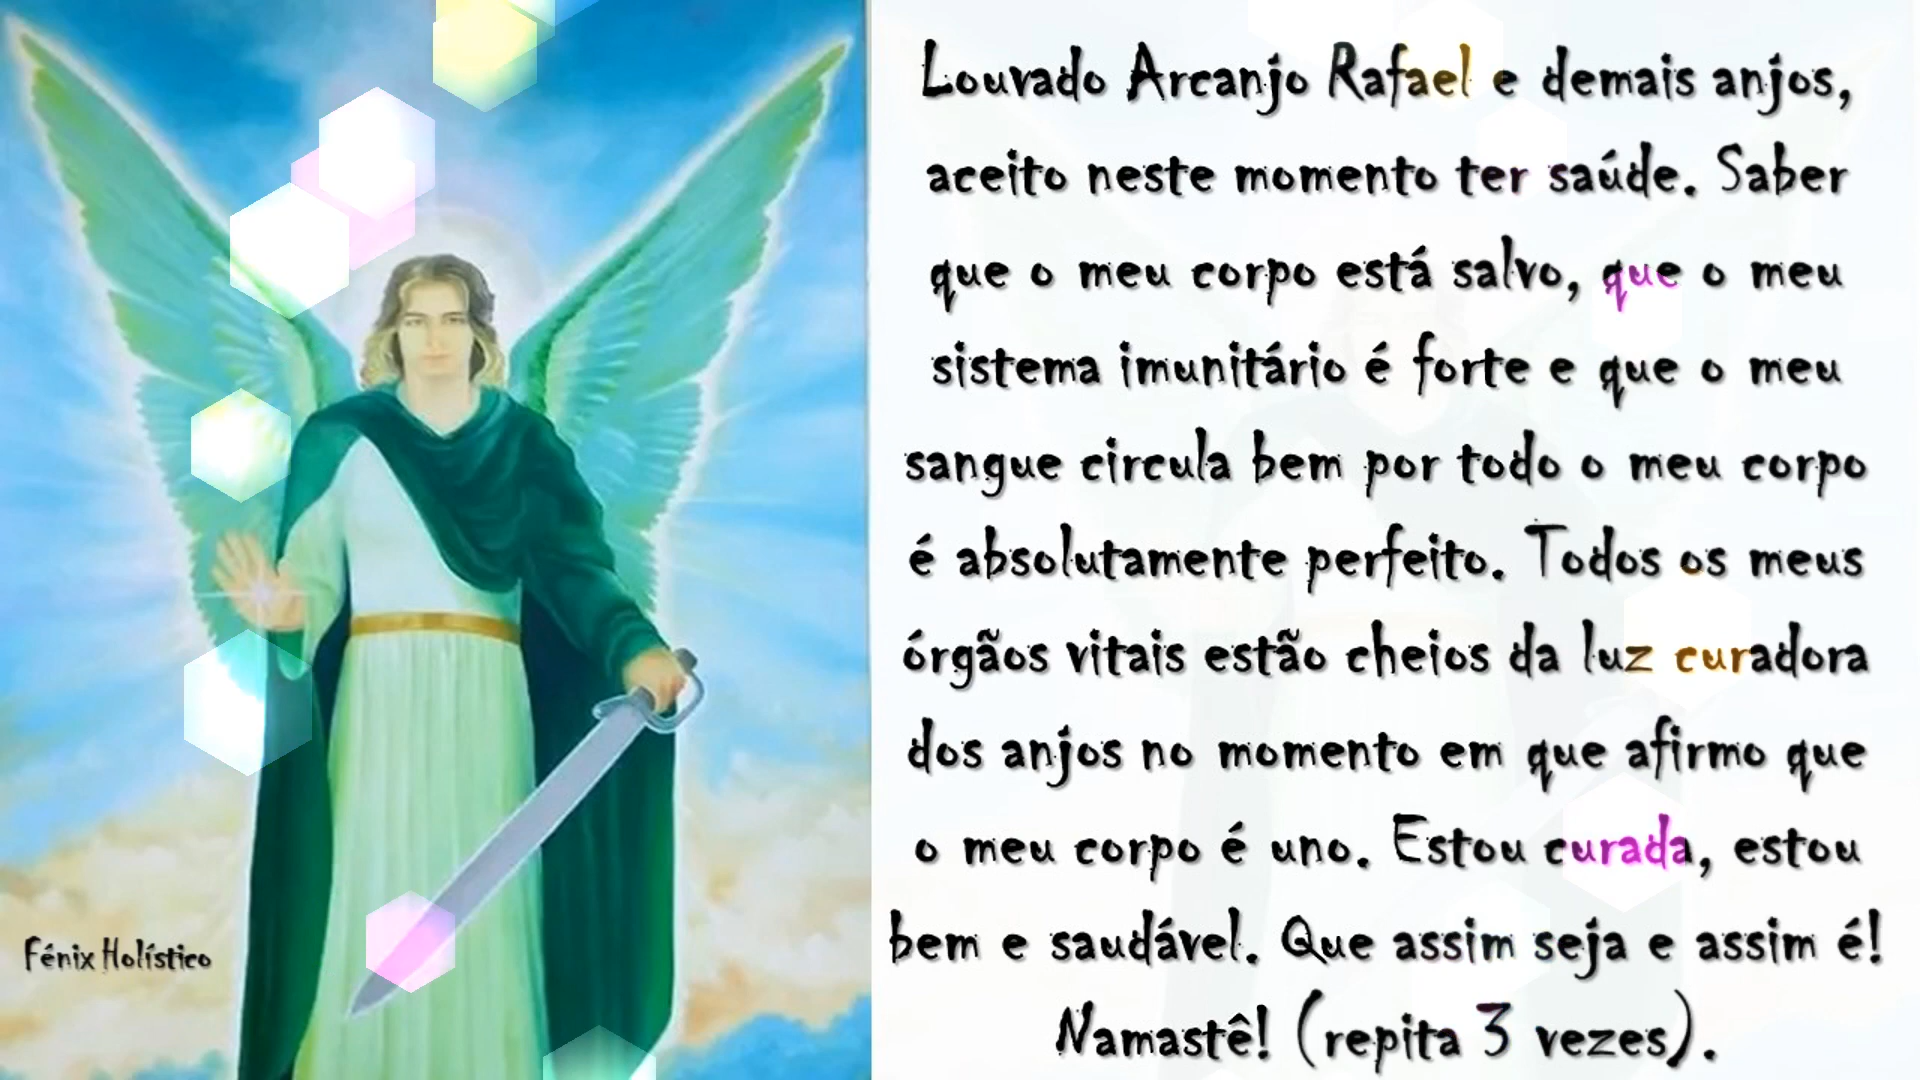 Louvado Arcanjo Rafael e demais anjos,
aceito neste momento ter saúde. Saber
que o meu corpo está salvo, que o meu
sistema imunitário é forte e que o meu
sangue circula bem por todo o meu corpo
é absolutamente perfeito. Todos os meus
órgãos vitais estão cheios da luz curadora
dos anjos no momento em que afirmo que
o meu corpo é uno. Estou curada, estou
bem e saudável. Que assim seja e assim é!
Namastê! (repita 3 vezes).
Fénix Holístico